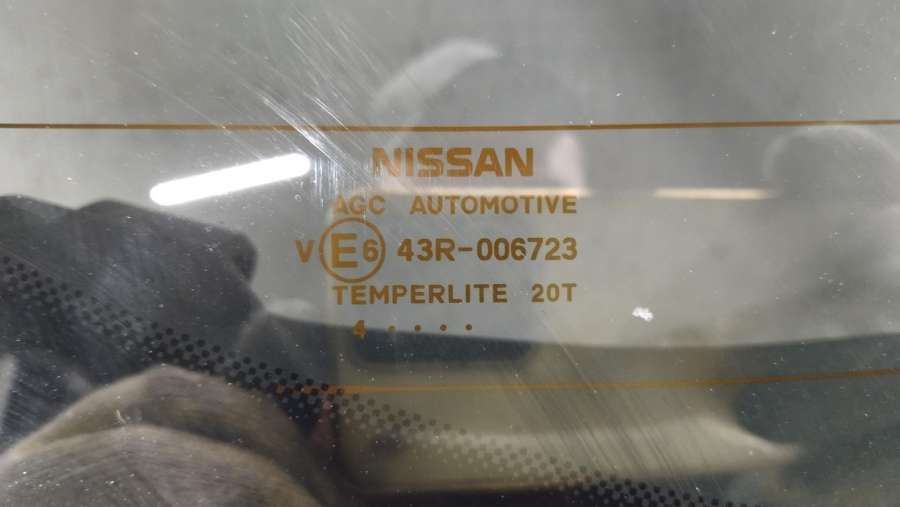 NISSAN
AGC AUTOMOTIVE
V E6 43R-006723
TEMPERLITE 20T
4 · · · ·